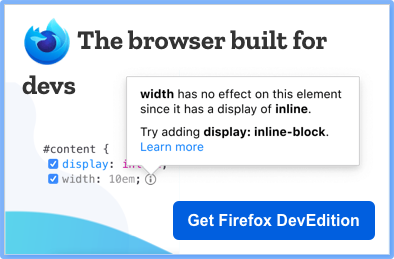 The browser built for
devs
width has no effect on this element
since it has a display of inline.
Try adding display: inline-block.
Learn more
#content {
display: in
width: 10em;
Get Firefox DevEdition